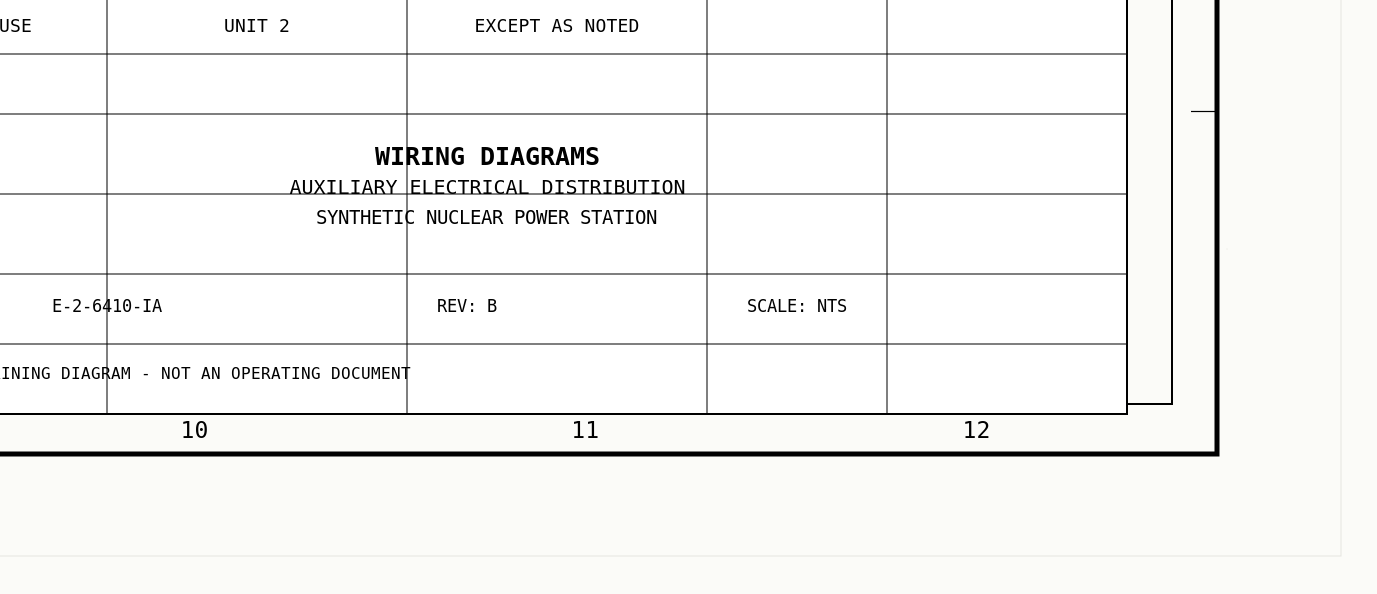 USE UNIT 2 EXCEPT AS NOTED
WIRING DIAGRAMS
AUXILIARY ELECTRICAL DISTRIBUTION
SYNTHETIC NUCLEAR POWER STATION
E-2-6410-IA REV: B SCALE: NTS
INING DIAGRAM - NOT AN OPERATING DOCUMENT
10 11 12